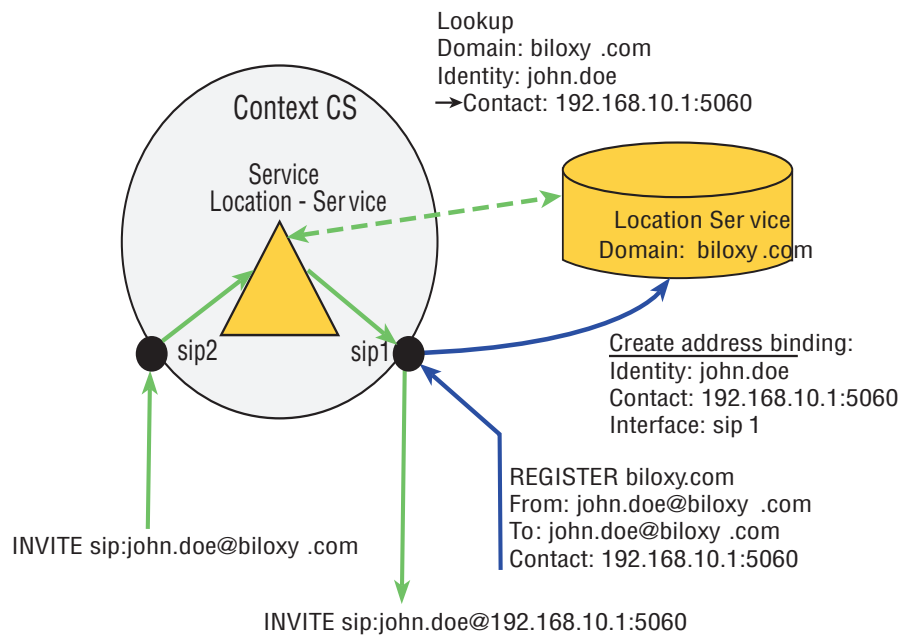 Lookup
Domain: biloxy .com
Identity: john.doe
→Contact: 192.168.10.1:5060
Context CS
Service
Location - Service
Location Ser vice
Domain: biloxy .com
sip2
sip1
Create address binding:
Identity: john.doe
Contact: 192.168.10.1:5060
Interface: sip 1
REGISTER biloxy.com
From: john.doe@biloxy .com
To: john.doe@biloxy .com
Contact: 192.168.10.1:5060
INVITE sip:john.doe@biloxy .com
INVITE sip:john.doe@192.168.10.1:5060